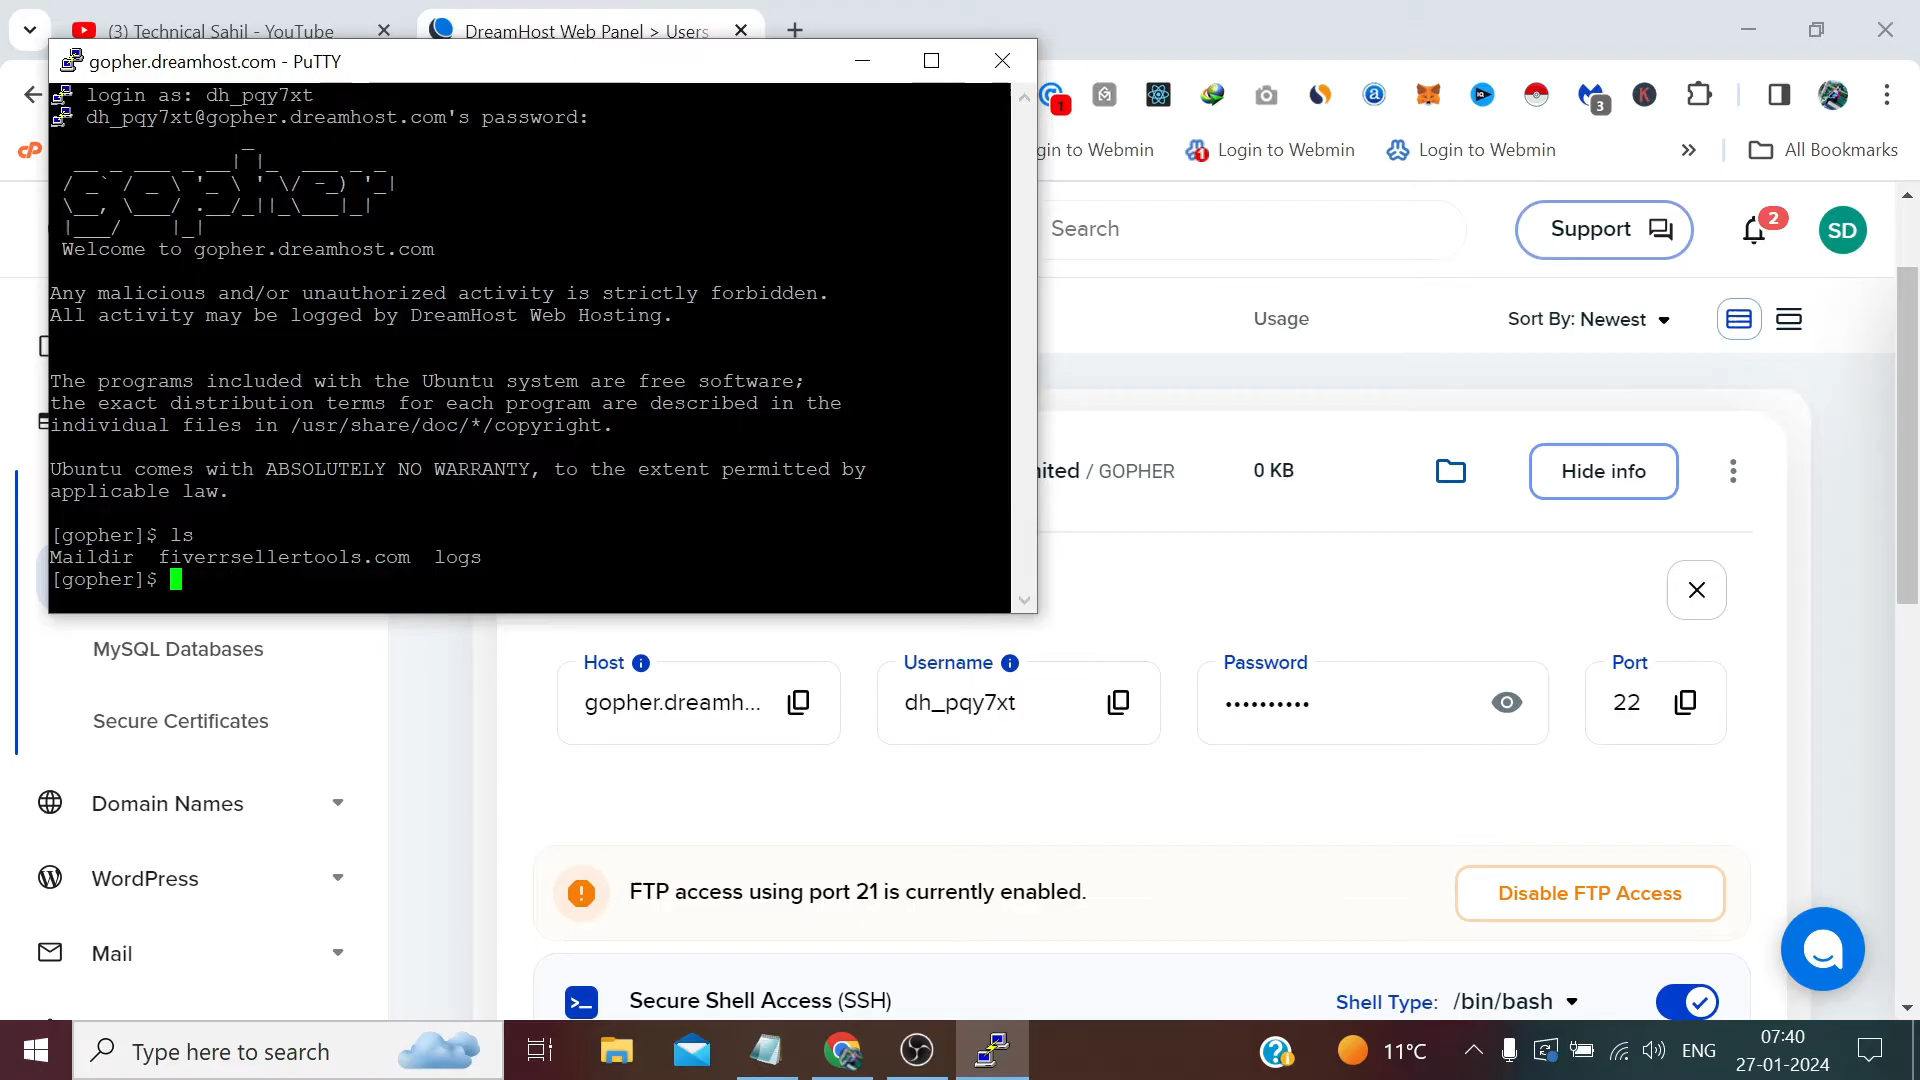 (3) Technical Sahil - YouTube
DreamHost Web Panel > Users
gopher.dreamhost.com - PuTTY
login as: dh_pqy7xt
dh_pqy7xt@gopher.dreamhost.com's password:
gopher
Welcome to gopher.dreamhost.com
Any malicious and/or unauthorized activity is strictly forbidden.
All activity may be logged by DreamHost Web Hosting.
The programs included with the Ubuntu system are free software;
the exact distribution terms for each program are described in the
individual files in /usr/share/doc/*/copyright.
Ubuntu comes with ABSOLUTELY NO WARRANTY, to the extent permitted by
applicable law.
[gopher]$ ls
Maildir fiverrsellertools.com logs
[gopher]$
1
3
gin to Webmin
1
Login to Webmin
Login to Webmin
»
All Bookmarks
Search
Support
2
SD
Usage
Sort By: Newest
ited / GOPHER
0 KB
Hide info
MySQL Databases
Secure Certificates
Domain Names
WordPress
Mail
Host
gopher.dreamh...
Username
dh_pqy7xt
Password
••••••••••
Port
22
FTP access using port 21 is currently enabled.
Disable FTP Access
Secure Shell Access (SSH)
Shell Type: /bin/bash
Type here to search
11°C
ENG
07:40
27-01-2024